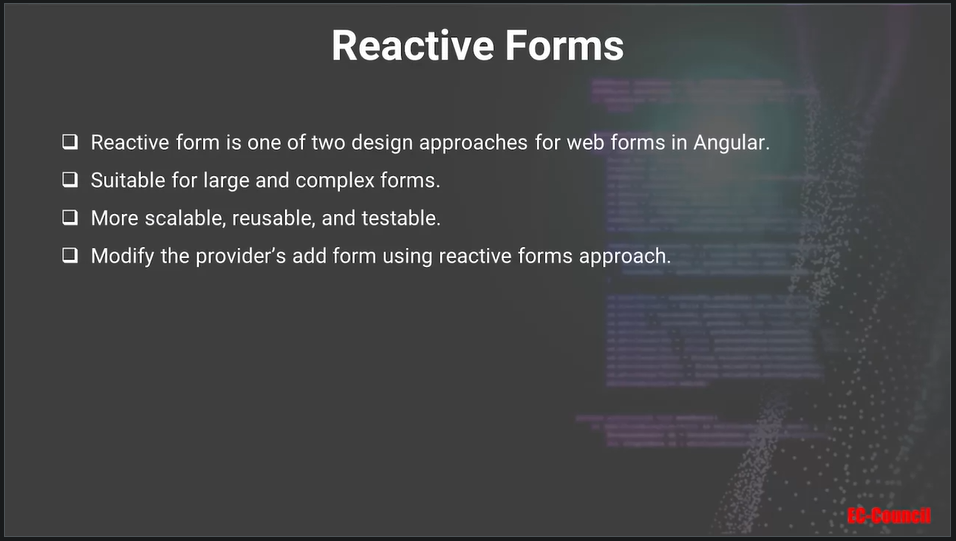 Reactive Forms
❑ Reactive form is one of two design approaches for web forms in Angular.
❑ Suitable for large and complex forms.
❑ More scalable, reusable, and testable.
❑ Modify the provider’s add form using reactive forms approach.
EC-Council